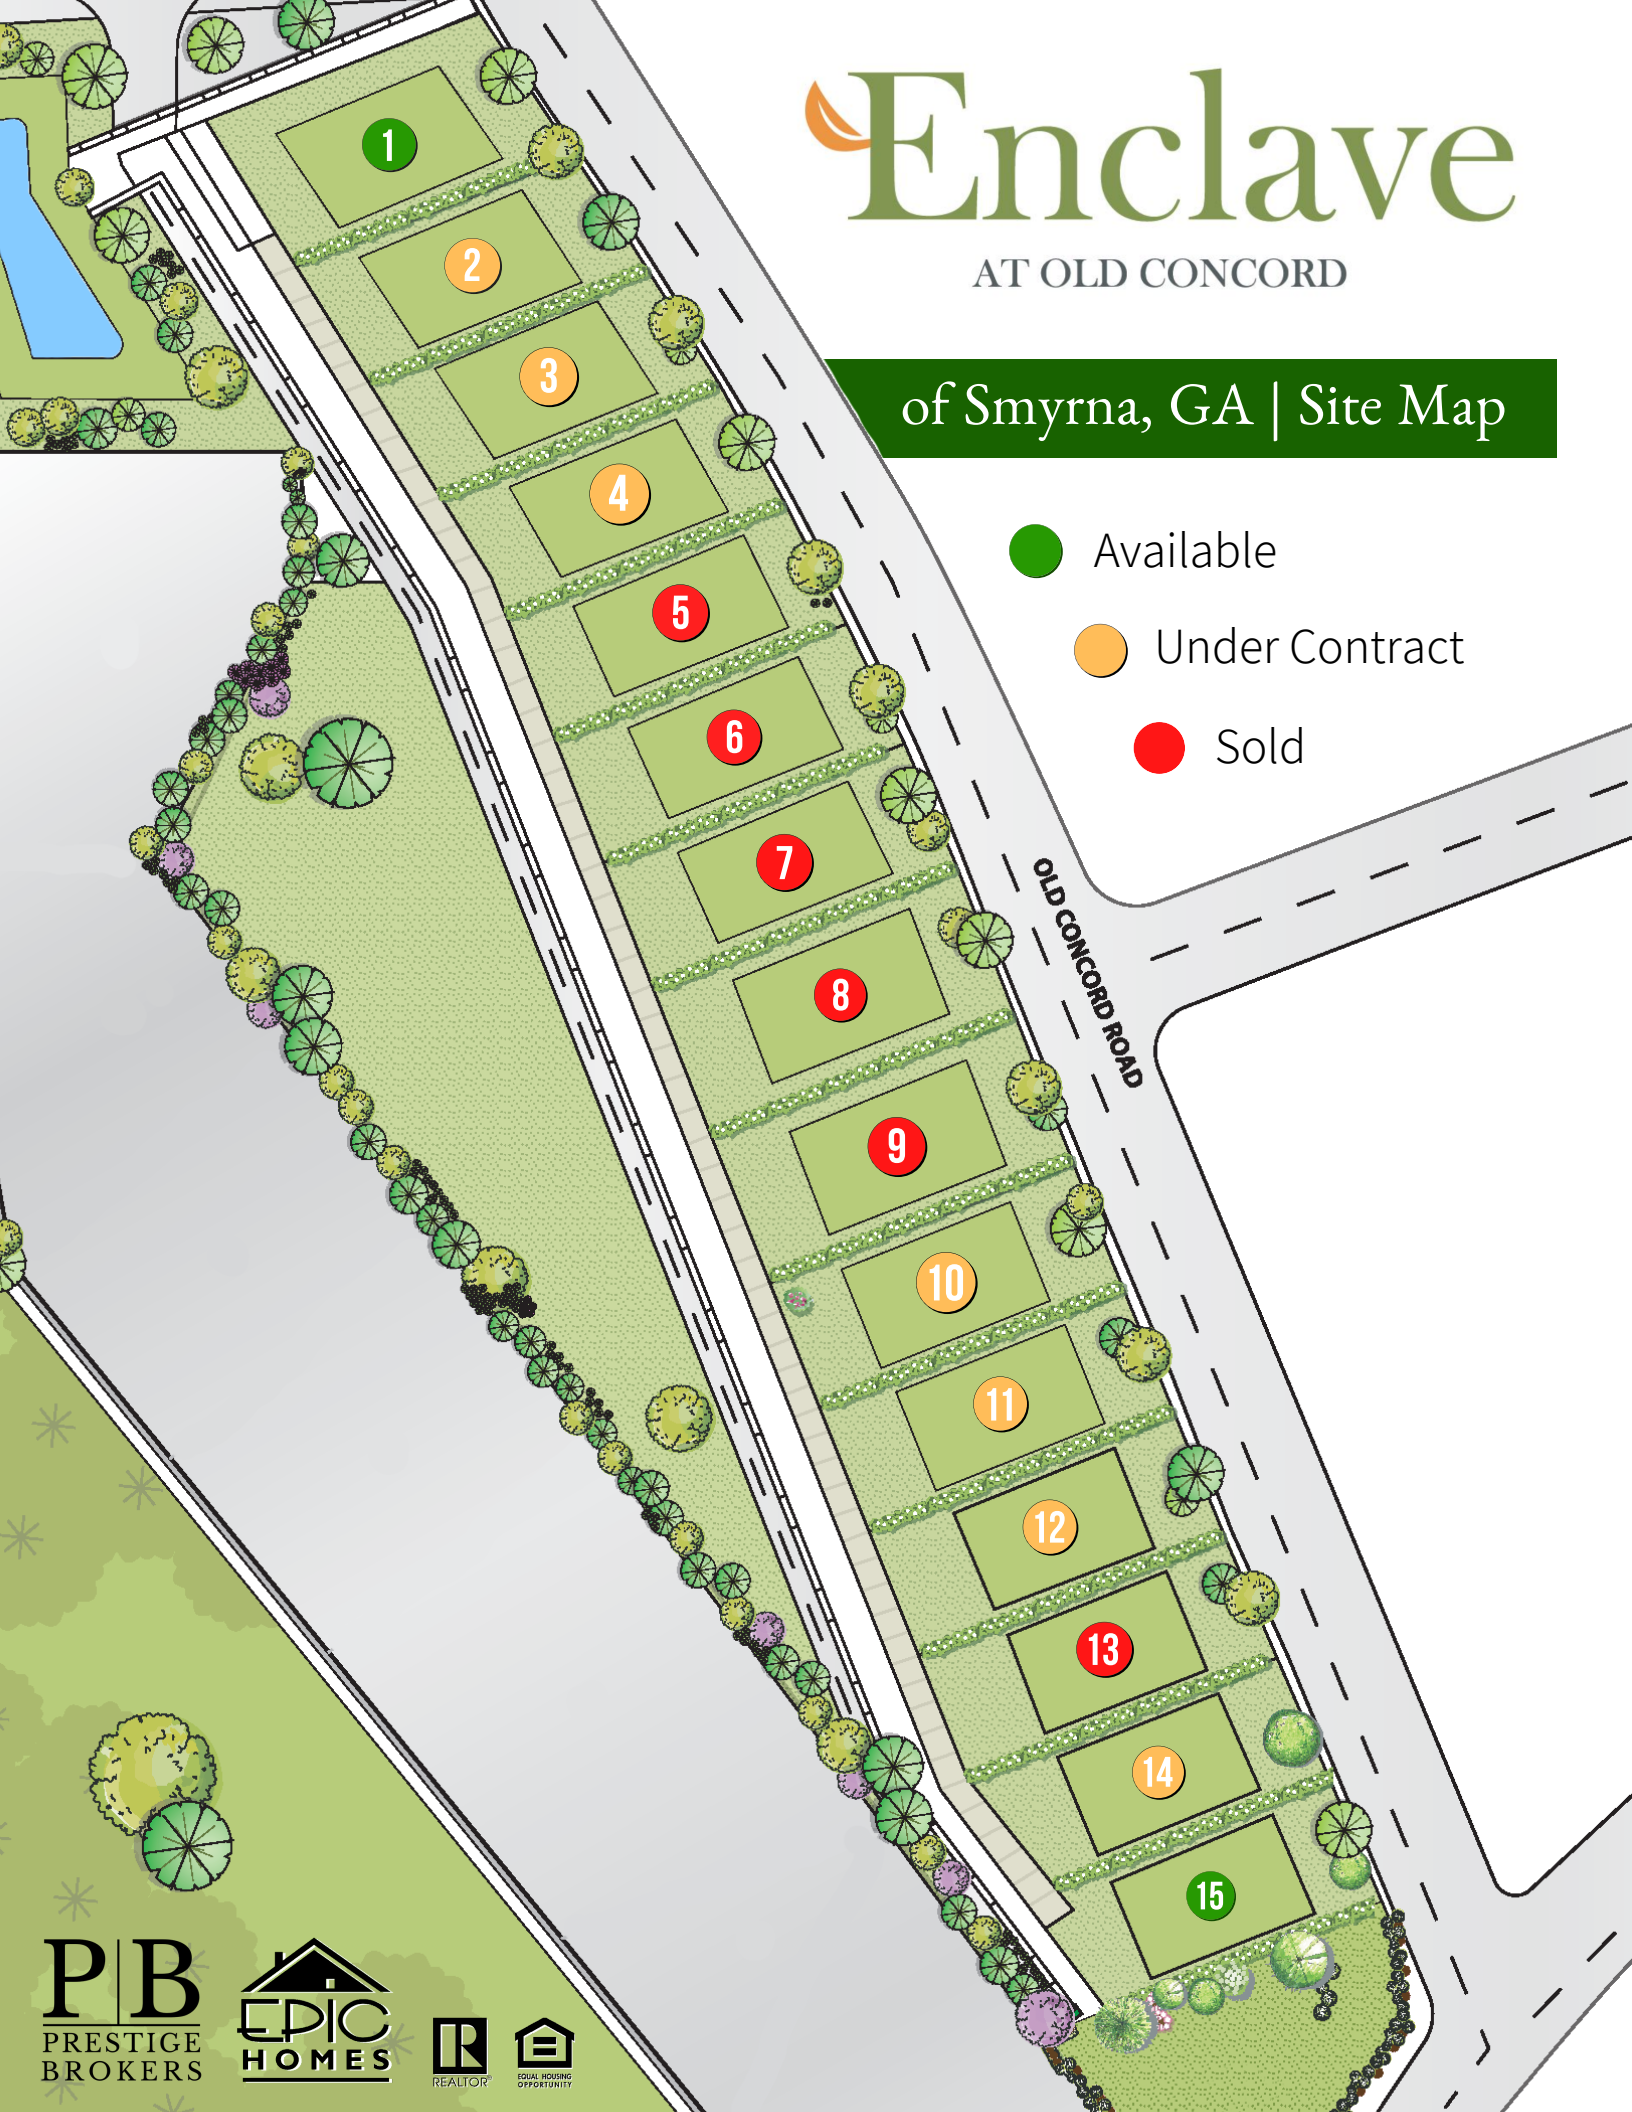 Enclave
AT OLD CONCORD
of Smyrna, GA | Site Map
Available
Under Contract
Sold
1
2
3
4
5
6
7
8
9
10
11
12
13
14
15
OLD CONCORD ROAD
P|B
PRESTIGE
BROKERS
EPIC
HOMES
R
REALTOR®
EQUAL HOUSING
OPPORTUNITY